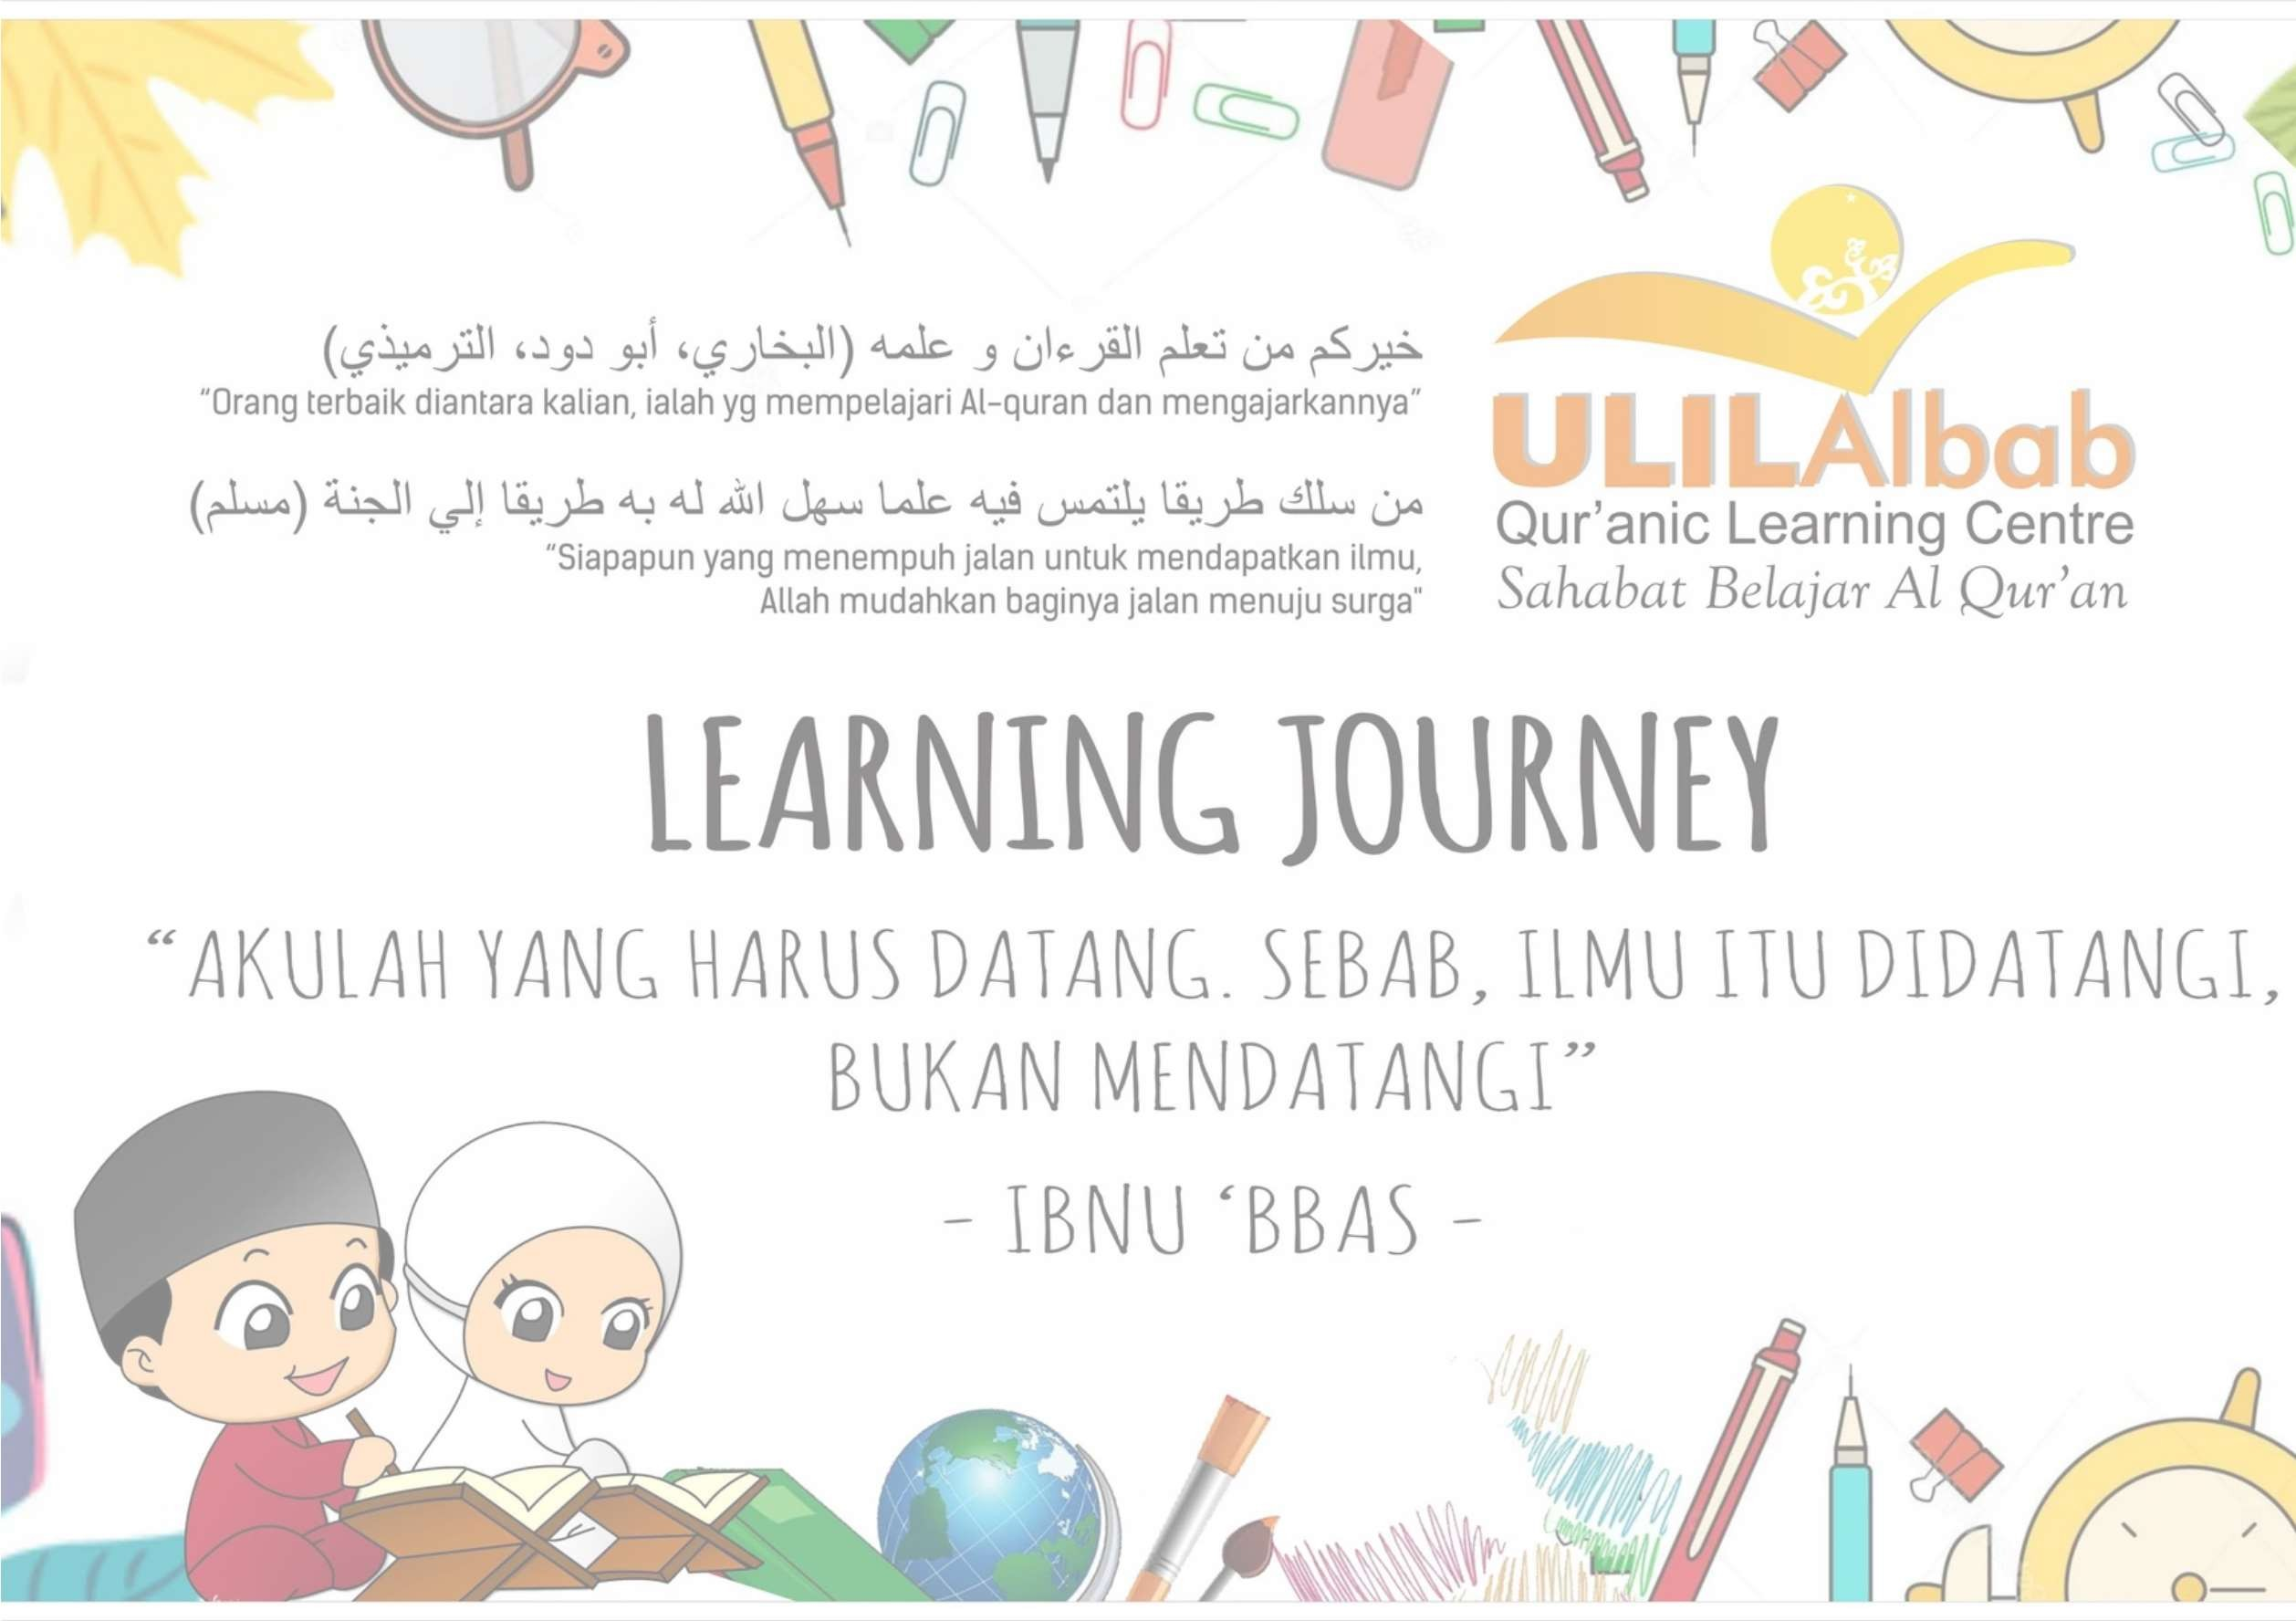 خيركم من تعلم القرءان و علمه (البخاري، أبو دود، الترميذي)
“Orang terbaik diantara kalian, ialah yg mempelajari Al-quran dan mengajarkannya”
من سلك طريقا يلتمس فيه علما سهل الله له به طريقا إلي الجنة (مسلم)
“Siapapun yang menempuh jalan untuk mendapatkan ilmu,
Allah mudahkan baginya jalan menuju surga"
ULILAlbab
Qur’anic Learning Centre
Sahabat Belajar Al Qur’an
LEARNING JOURNEY
“AKULAH YANG HARUS DATANG. SEBAB, ILMU ITU DIDATANGI,
BUKAN MENDATANGI”
- IBNU ‘BBAS -